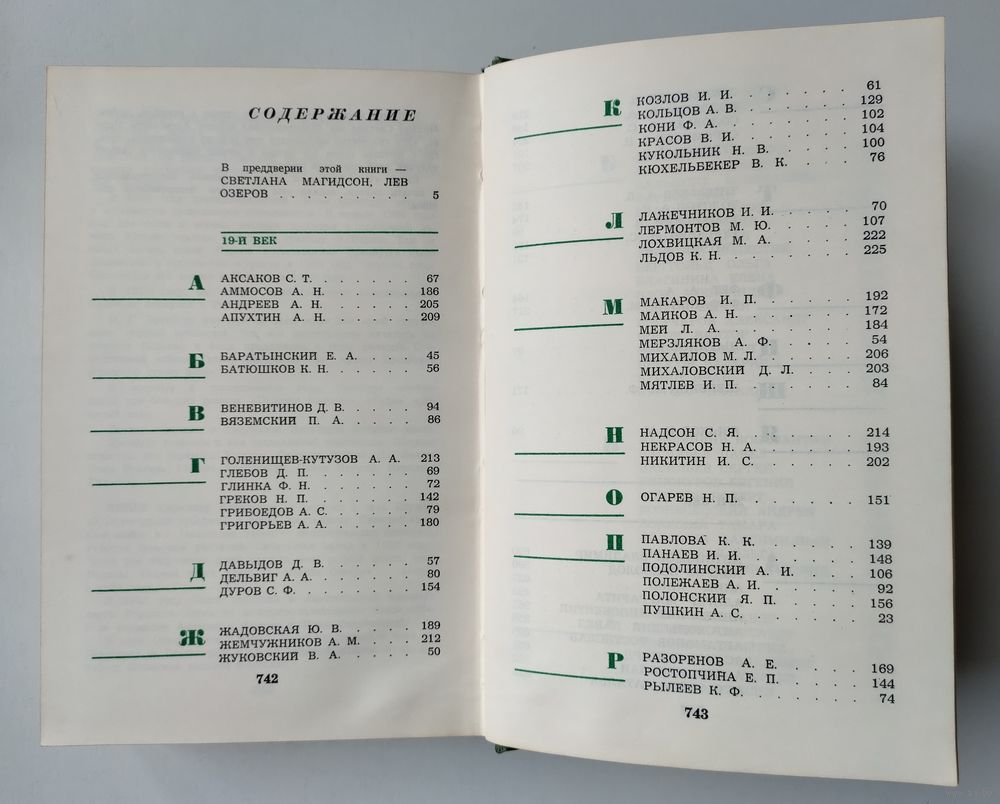 СОДЕРЖАНИЕ
В преддверии этой книги —
СВЕТЛАНА МАГИДСОН, ЛЕВ
ОЗЕРОВ . . . . . . . . . 5
19-Й ВЕК
А
АКСАКОВ С. Т. . . . . . . 67
АММОСОВ А. Н. . . . . . 186
АНДРЕЕВ А. Н. . . . . . 205
АПУХТИН А. Н. . . . . . 209
Б
БАРАТЫНСКИЙ Е. А. . . . 45
БАТЮШКОВ К. Н. . . . . 56
В
ВЕНЕВИТИНОВ Д. В. . . . . 94
ВЯЗЕМСКИЙ П. А. . . . . 86
Г
ГОЛЕНИЩЕВ-КУТУЗОВ А. А. 213
ГЛЕБОВ Д. П. . . . . . . 69
ГЛИНКА Ф. Н. . . . . . . 72
ГРЕКОВ Н. П. . . . . . . 142
ГРИБОЕДОВ А. С. . . . . 79
ГРИГОРЬЕВ А. А. . . . . . 180
Д
ДАВЫДОВ Д. В. . . . . . 57
ДЕЛЬВИГ А. А. . . . . . 80
ДУРОВ С. Ф. . . . . . . 154
Ж
ЖАДОВСКАЯ Ю. В. . . . . 189
ЖЕМЧУЖНИКОВ А. М. . . . 212
ЖУКОВСКИЙ В. А. . . . . 50
742
К
КОЗЛОВ И. И. . . . . . . 61
КОЛЬЦОВ А. В. . . . . . 129
КОНИ Ф. А. . . . . . . 102
КРАСОВ В. И. . . . . . . 104
КУКОЛЬНИК Н. В. . . . . 100
КЮХЕЛЬБЕКЕР В. К. . . . 76
Л
ЛАЖЕЧНИКОВ И. И. . . . . 70
ЛЕРМОНТОВ М. Ю. . . . . 107
ЛОХВИЦКАЯ М. А. . . . . 222
ЛЬДОВ К. Н. . . . . . . 225
М
МАКАРОВ И. П. . . . . . 192
МАЙКОВ А. Н. . . . . . 172
МЕЙ Л. А. . . . . . . . 184
МЕРЗЛЯКОВ А. Ф. . . . . 54
МИХАЙЛОВ М. Л. . . . . . 206
МИХАЛОВСКИЙ Д. Л. . . . 203
МЯТЛЕВ И. П. . . . . . . 84
Н
НАДСОН С. Я. . . . . . . 214
НЕКРАСОВ Н. А. . . . . . 193
НИКИТИН И. С. . . . . . 202
О
ОГАРЕВ Н. П. . . . . . . 151
П
ПАВЛОВА К. К. . . . . . 139
ПАНАЕВ И. И. . . . . . . 148
ПОДОЛИНСКИЙ А. И. . . . 106
ПОЛЕЖАЕВ А. И. . . . . . 92
ПОЛОНСКИЙ Я. П. . . . . 156
ПУШКИН А. С. . . . . . . 23
Р
РАЗОРЕНОВ А. Е. . . . . 169
РОСТОПЧИНА Е. П. . . . . 144
РЫЛЕЕВ К. Ф. . . . . . . 74
743